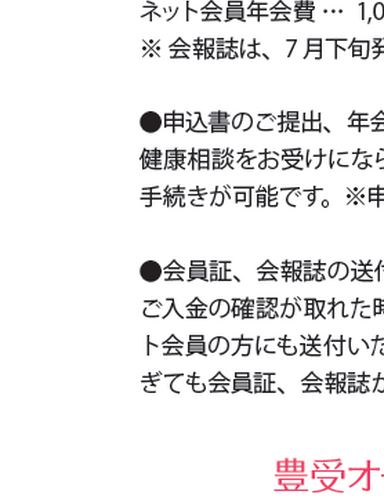 ネット会員年会費 … 1,0
※ 会報誌は、7 月下旬発
●申込書のご提出、年会
健康相談をお受けになら
手続きが可能です。※申
●会員証、会報誌の送付
ご入金の確認が取れた時
ト会員の方にも送付いた
ぎても会員証、会報誌が
豊受オー